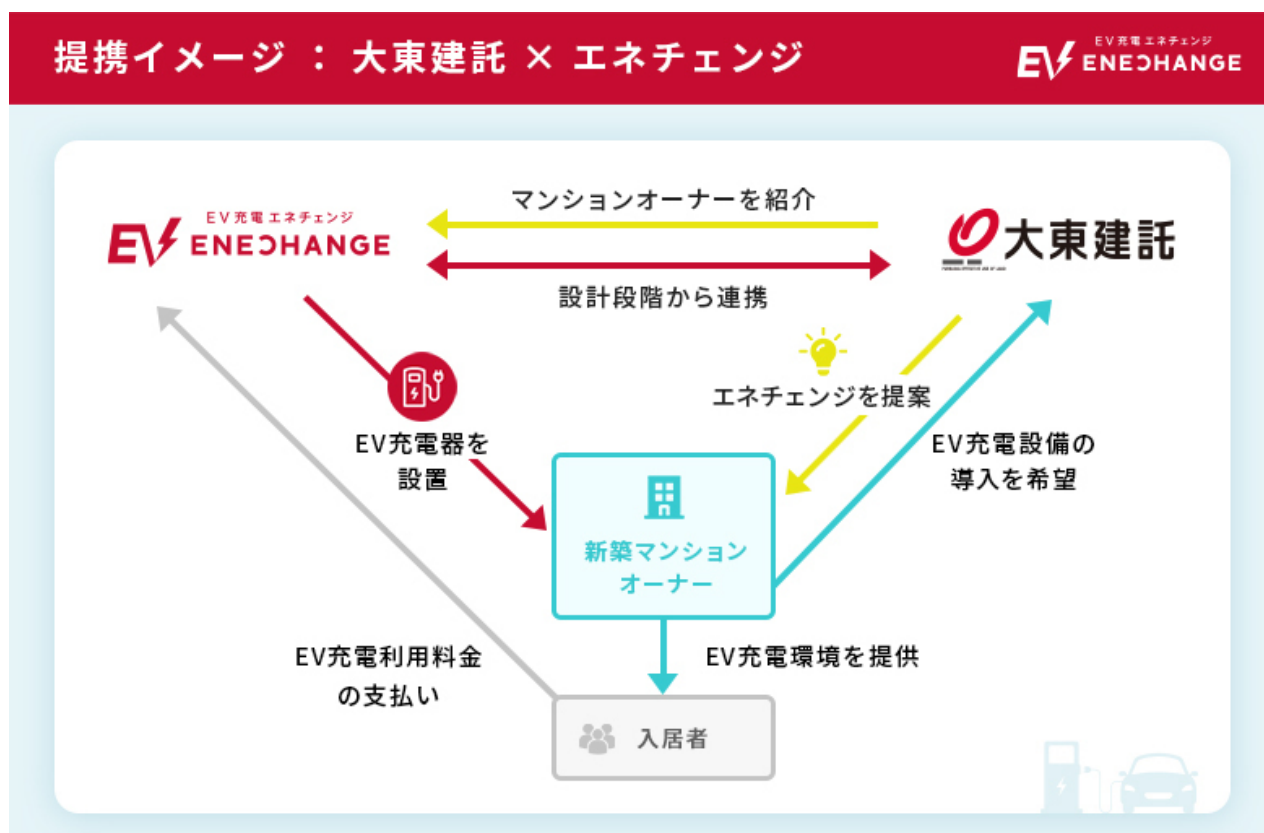 提携イメージ : 大東建託 × エネチェンジ
EV充電エネチェンジ
EV ENECHANGE
マンションオーナーを紹介
EV充電エネチェンジ
EV ENECHANGE
大東建託
設計段階から連携
エネチェンジを提案
EV充電器を
設置
EV充電設備の
導入を希望
新築マンション
オーナー
EV充電利用料金
の支払い
EV充電環境を提供
入居者